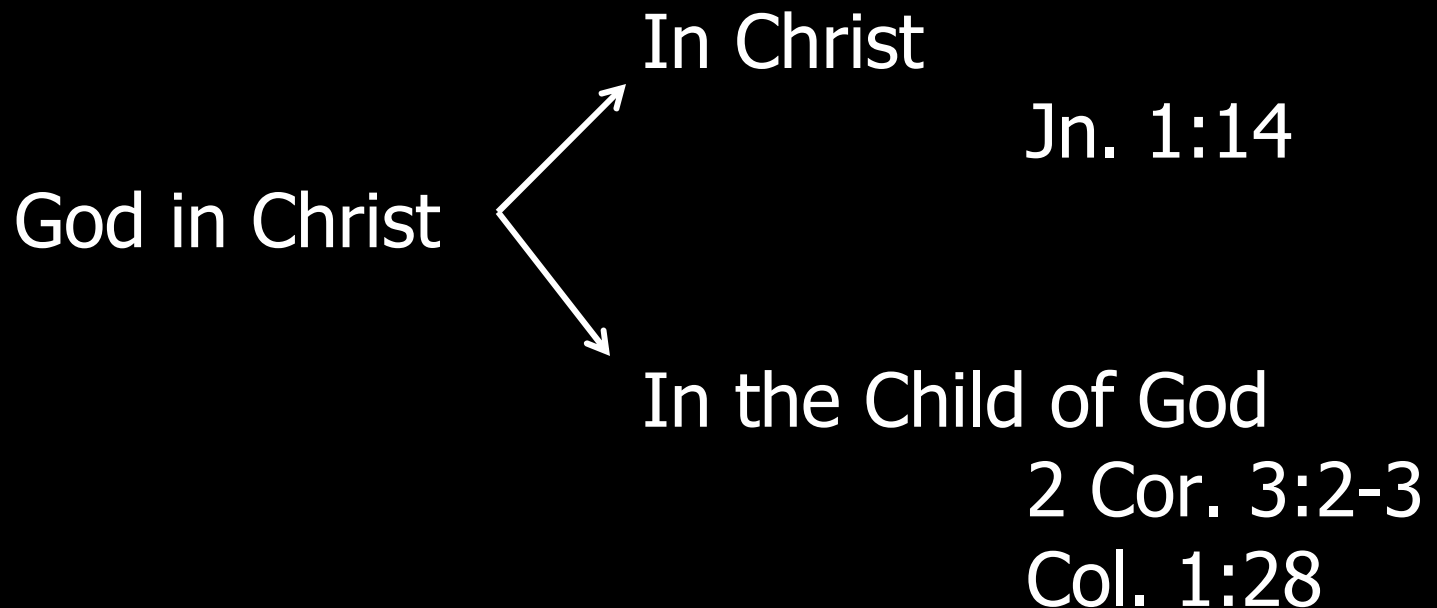 In Christ
Jn. 1:14
God in Christ
In the Child of God
2 Cor. 3:2-3
Col. 1:28